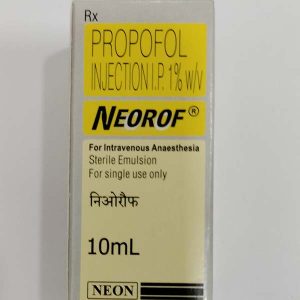 Rx
PROPOFOL
INJECTION I.P. 1% w/v
NEOROF®
For Intravenous Anaesthesia
Sterile Emulsion
For single use only
निओरौफ
10mL
NEON